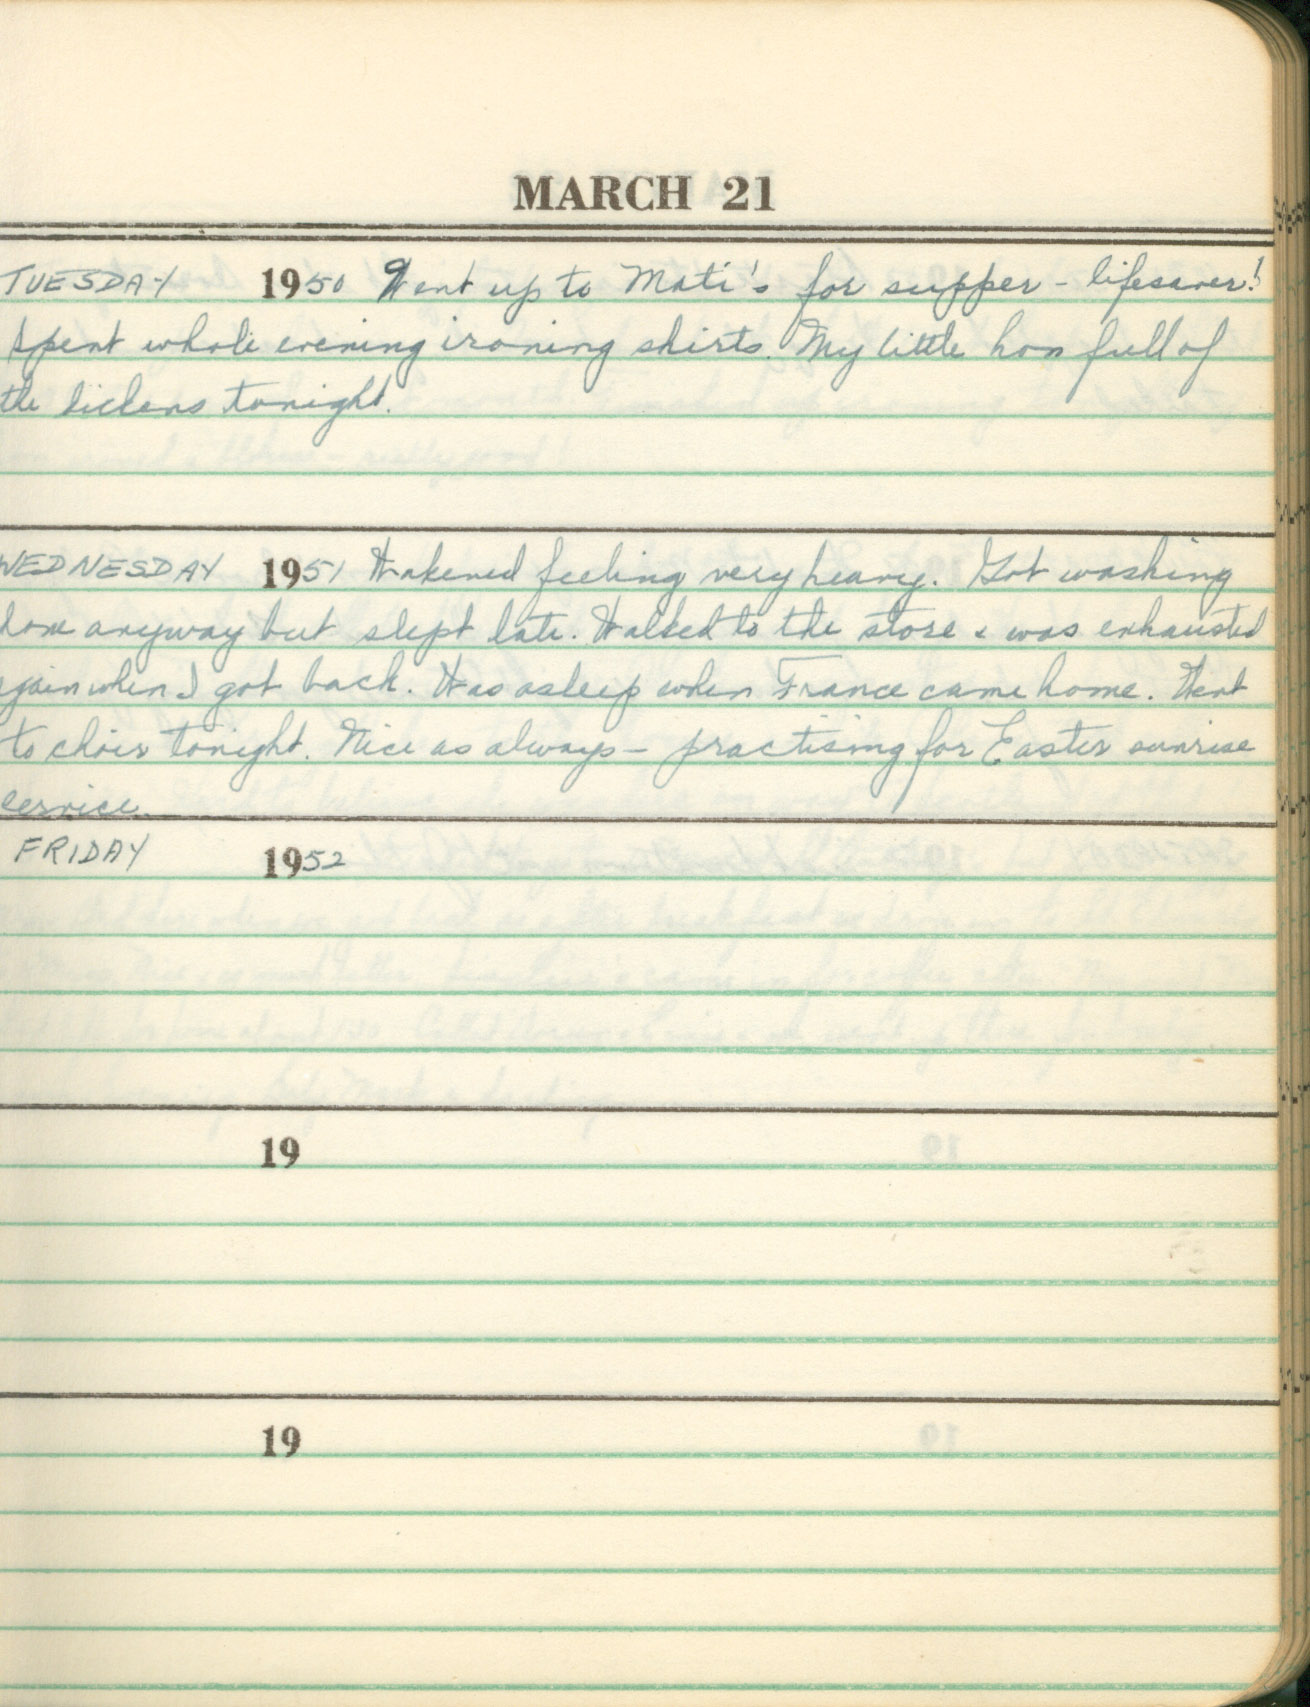 MARCH 21
TUESDAY 1950 Went up to Mati's for supper - lifesaver!
Spent whole evening ironing shirts. My little hon full of
the dickens tonight.
WEDNESDAY 1951 Wakened feeling very heavy. Got washing
done anyway but slept late. Walked to the store & was exhausted
again when I got back. Was asleep when France came home. Went
to choir tonight. Nice as always - practising for Easter sunrise
service.
FRIDAY 1952
19
19